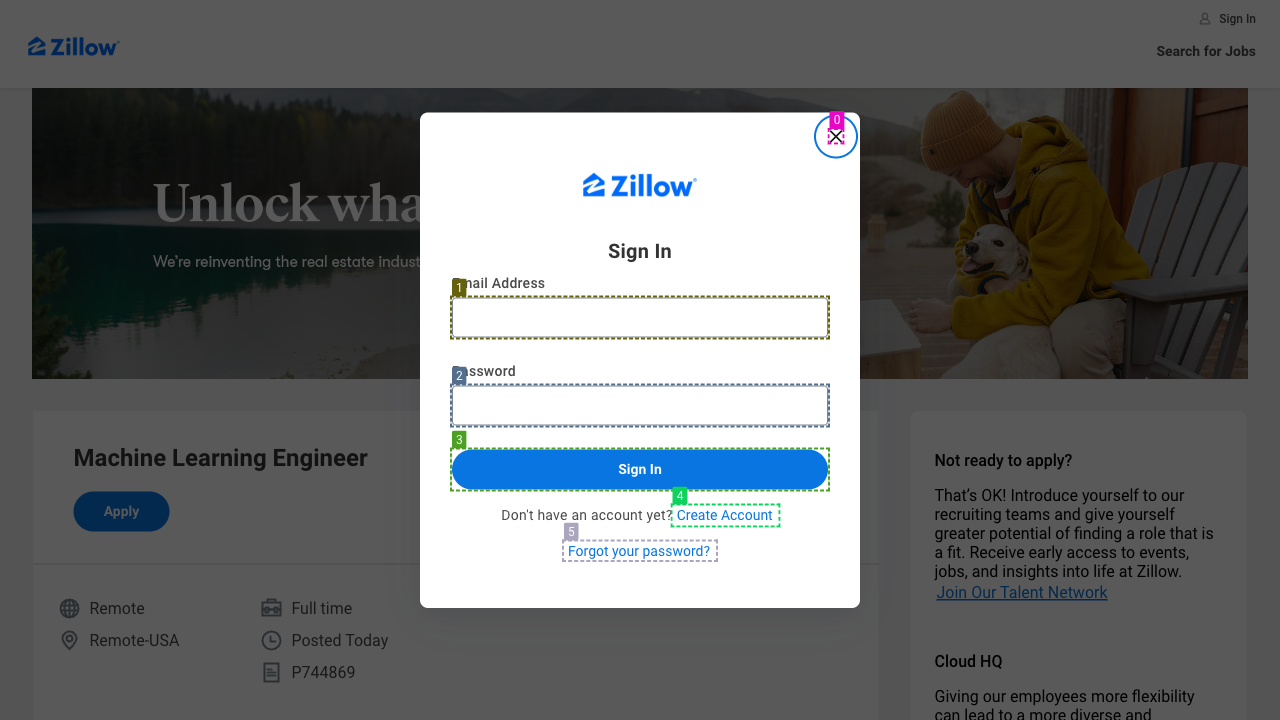 Sign In
Zillow
Search for Jobs
Unlock wha
We're reinventing the real estate indust
0
Zillow
Sign In
mail Address
1
ssword
2
3
Sign In
4
Don't have an account yet? Create Account
5
Forgot your password?
Machine Learning Engineer
Apply
Remote
Full time
Remote-USA
Posted Today
P744869
Not ready to apply?
That's OK! Introduce yourself to our
recruiting teams and give yourself
greater potential of finding a role that is
a fit. Receive early access to events,
jobs, and insights into life at Zillow.
Join Our Talent Network
Cloud HQ
Giving our employees more flexibility
can lead to a more diverse and